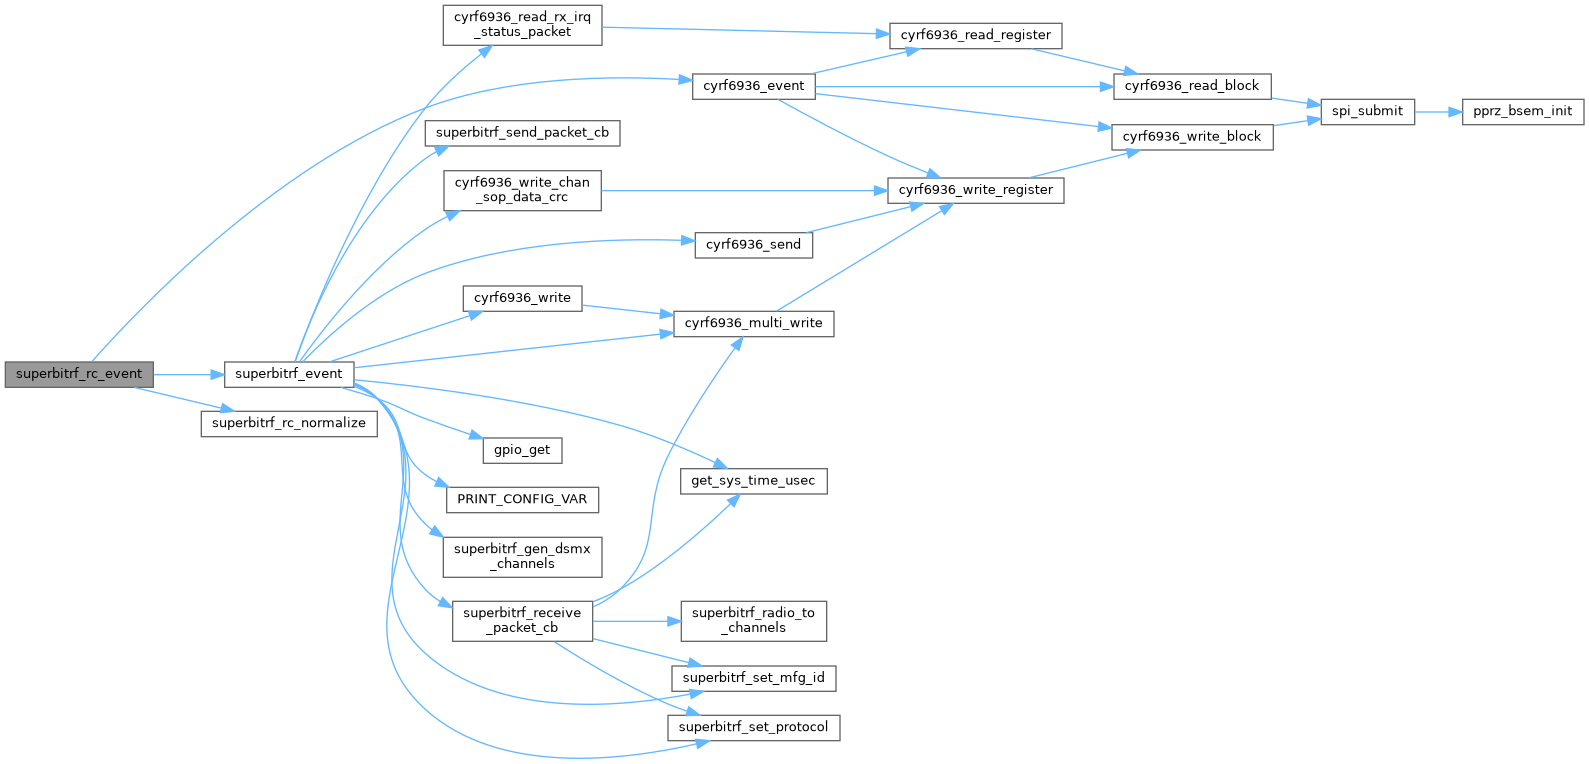 cyrf6936_read_rx_irq
_status_packet
cyrf6936_read_register
cyrf6936_event
cyrf6936_read_block
spi_submit
pprz_bsem_init
superbitrf_send_packet_cb
cyrf6936_write_block
cyrf6936_write_chan
_sop_data_crc
cyrf6936_write_register
cyrf6936_send
cyrf6936_write
cyrf6936_multi_write
superbitrf_rc_event
superbitrf_event
superbitrf_rc_normalize
gpio_get
get_sys_time_usec
PRINT_CONFIG_VAR
superbitrf_gen_dsmx
_channels
superbitrf_receive
_packet_cb
superbitrf_radio_to
_channels
superbitrf_set_mfg_id
superbitrf_set_protocol